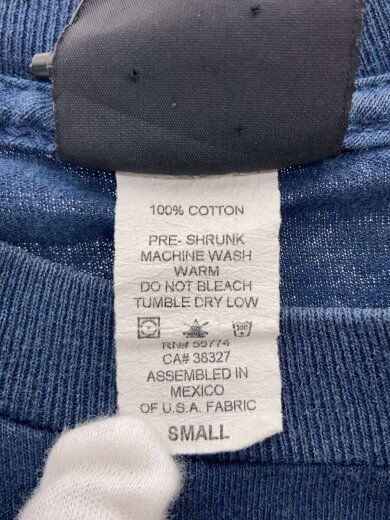 100% COTTON
PRE-SHRUNK
MACHINE WASH
WARM
DO NOT BLEACH
TUMBLE DRY LOW
RN# 55774
CA# 38327
ASSEMBLED IN
MEXICO
OF U.S.A. FABRIC
SMALL